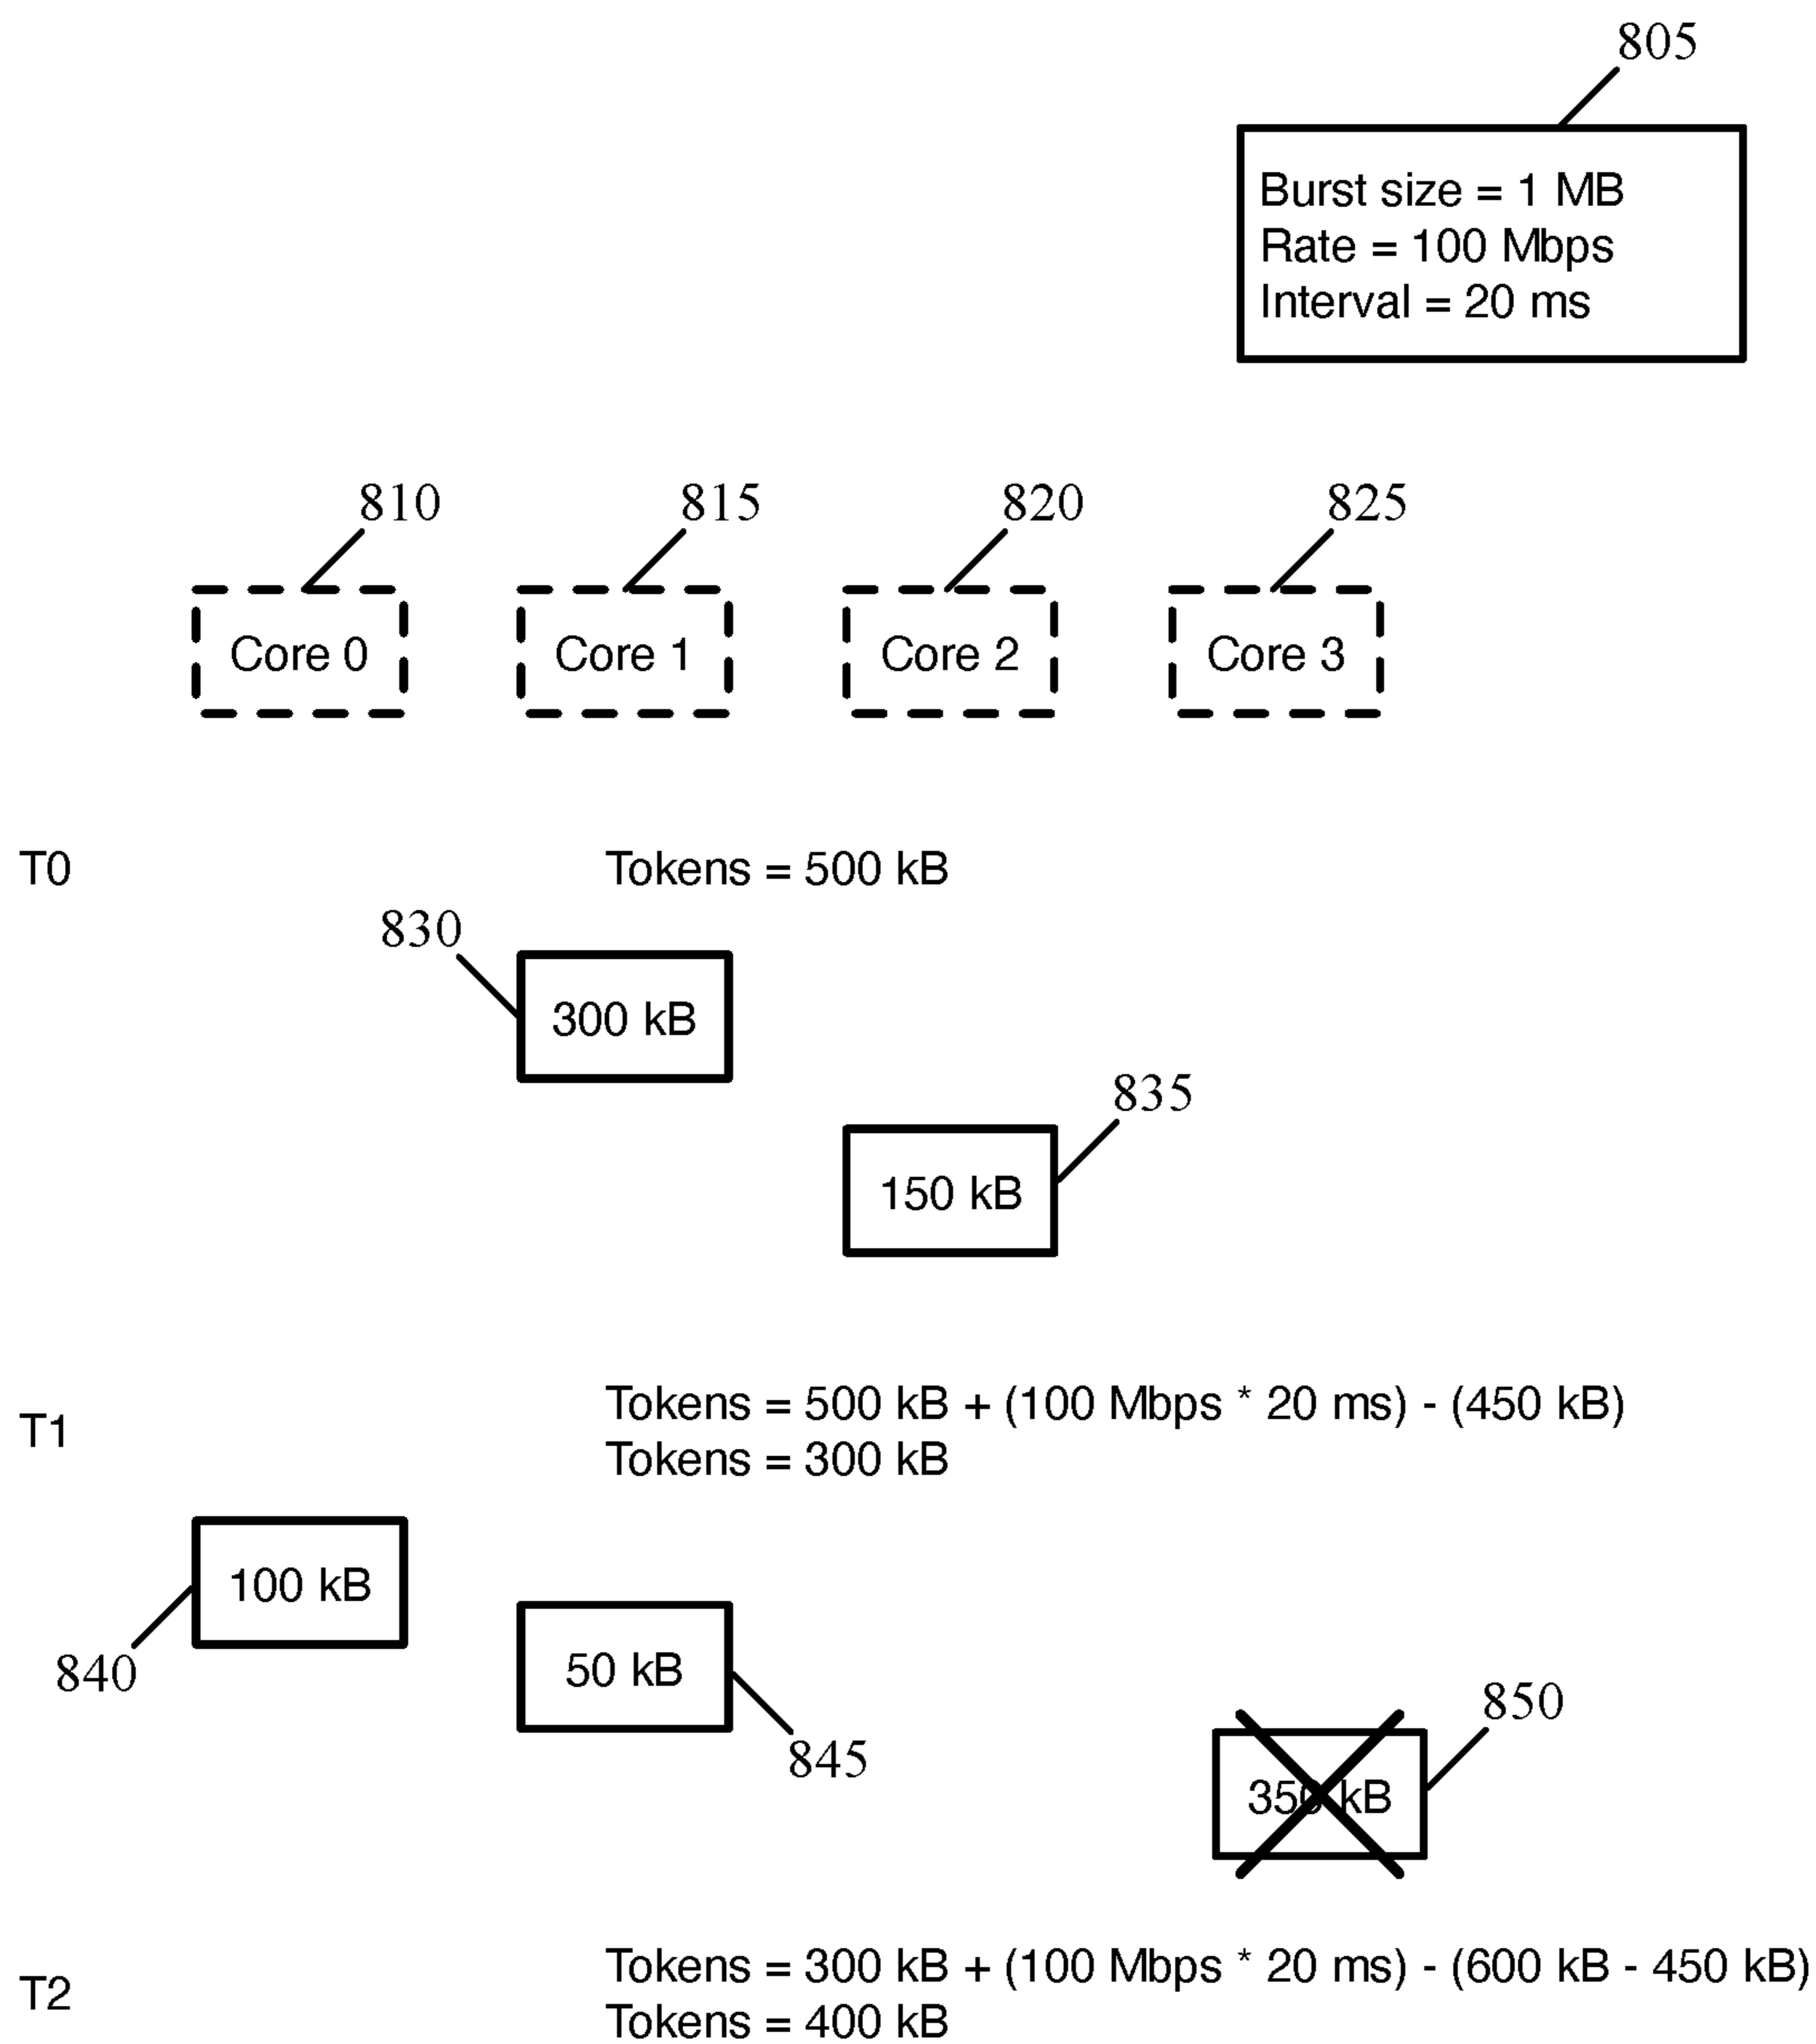 805
Burst size = 1 MB
Rate = 100 Mbps
Interval = 20 ms
810 815 820 825
Core 0 Core 1 Core 2 Core 3
T0 Tokens = 500 kB
830
300 kB
835
150 kB
T1
Tokens = 500 kB + (100 Mbps * 20 ms) - (450 kB)
Tokens = 300 kB
100 kB
840
50 kB
845
850
350 kB
T2
Tokens = 300 kB + (100 Mbps * 20 ms) - (600 kB - 450 kB)
Tokens = 400 kB